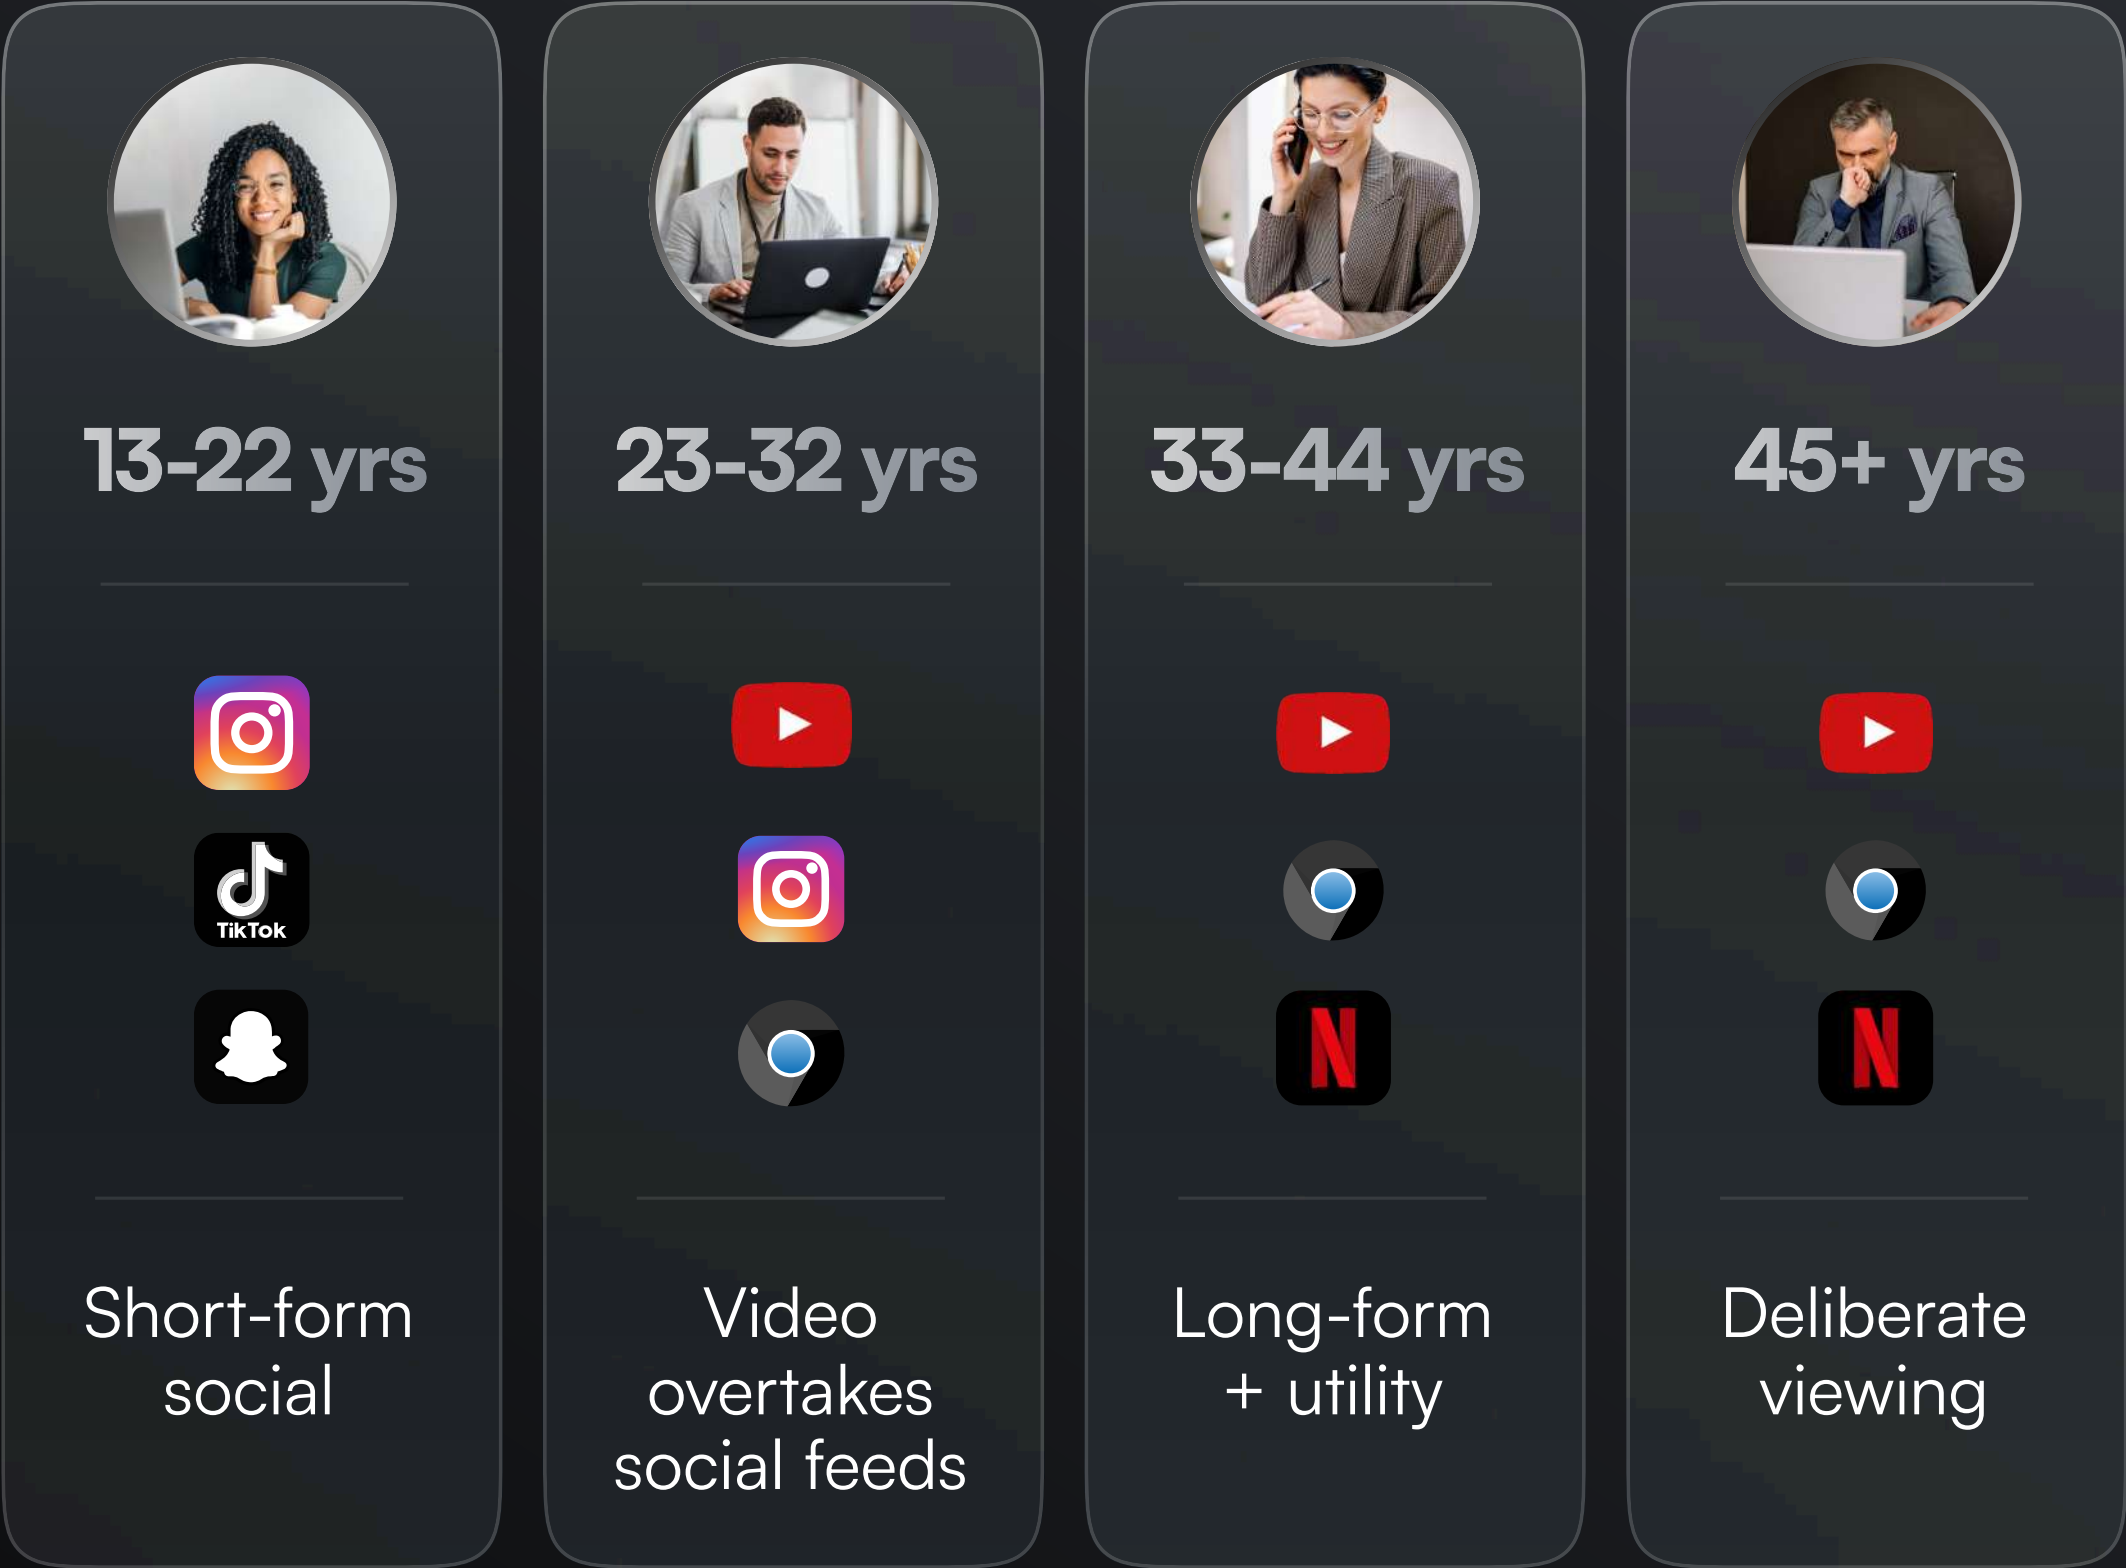 13-22 yrs
TikTok
Short-form
social
23-32 yrs
Video
overtakes
social feeds
33-44 yrs
N
Long-form
+ utility
45+ yrs
N
Deliberate
viewing